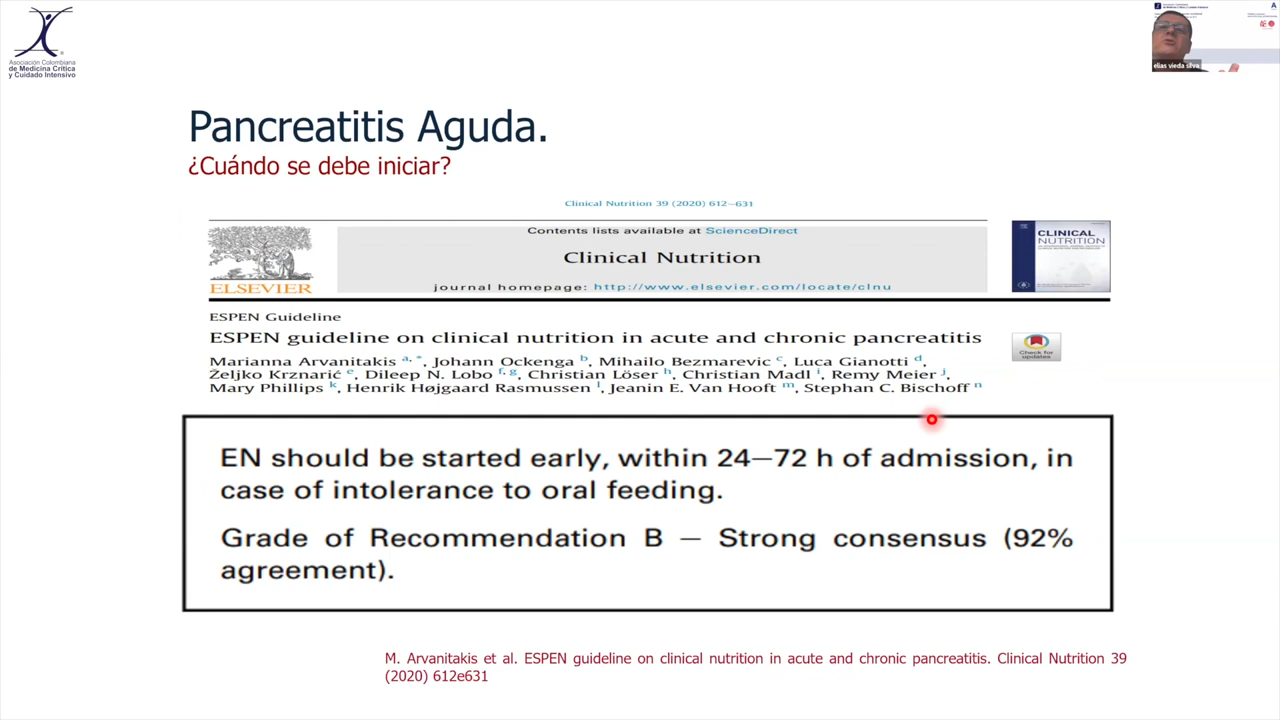 Asociación Colombiana
de Medicina Crítica
y Cuidado Intensivo
elias vieda silva
Pancreatitis Aguda.
¿Cuándo se debe iniciar?
Clinical Nutrition 39 (2020) 612–631
Contents lists available at ScienceDirect
Clinical Nutrition
journal homepage: http://www.elsevier.com/locate/clnu
ELSEVIER
CLINICAL
NUTRITION
ESPEN Guideline
ESPEN guideline on clinical nutrition in acute and chronic pancreatitis
Check for
updates
Marianna Arvanitakis a, *, Johann Ockenga b, Mihailo Bezmarevic c, Luca Gianotti d,
Željko Krznarić e, Dileep N. Lobo f, g, Christian Löser h, Christian Madl i, Remy Meier j,
Mary Phillips k, Henrik Højgaard Rasmussen l, Jeanin E. Van Hooft m, Stephan C. Bischoff n
EN should be started early, within 24–72 h of admission, in
case of intolerance to oral feeding.
Grade of Recommendation B – Strong consensus (92%
agreement).
M. Arvanitakis et al. ESPEN guideline on clinical nutrition in acute and chronic pancreatitis. Clinical Nutrition 39
(2020) 612e631